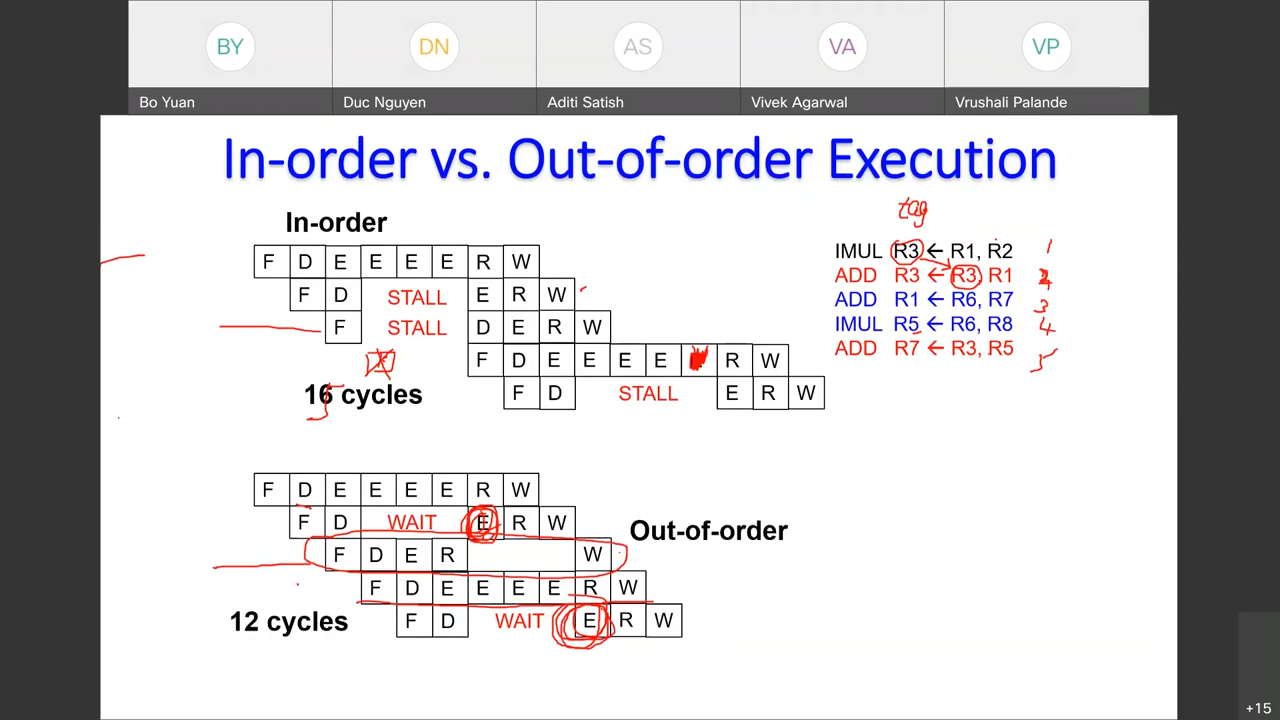 BY DN AS VA VP
Bo Yuan Duc Nguyen Aditi Satish Vivek Agarwal Vrushali Palande
In-order vs. Out-of-order Execution
tag
In-order
IMUL R3 ← R1, R2 1
ADD R3 ← R3, R1 2
ADD R1 ← R6, R7 3
IMUL R5 ← R6, R8 4
ADD R7 ← R3, R5 5
F D E E E E R W
F D STALL E R W
F STALL D E R W
F D E E E E R W
16 cycles
5
F D STALL E R W
F D E E E E R W
F D WAIT E R W
Out-of-order
F D E R W
F D E E E E R W
12 cycles
F D WAIT E R W
+15